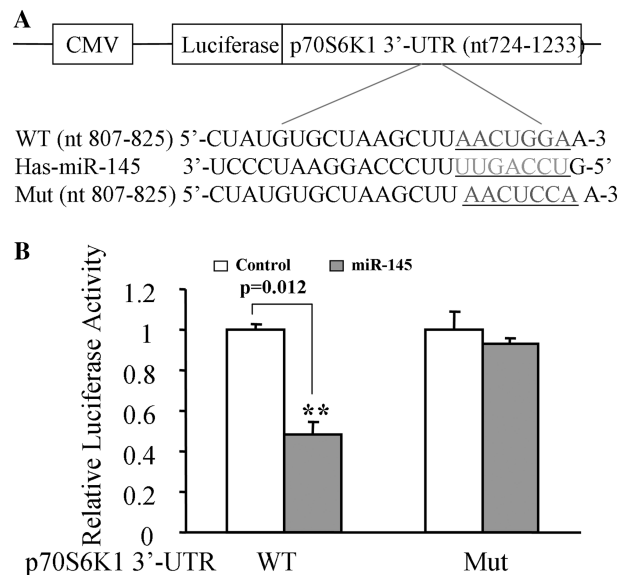 A
CMV
Luciferase
p70S6K1 3’-UTR (nt724-1233)
WT (nt 807-825) 5’-CUAUGUGCUAAGCUUAACUGGAA-3
Has-miR-145 3’-UCCCUAAGGACCCUUUUGACCUG-5’
Mut (nt 807-825) 5’-CUAUGUGCUAAGCUU AACUCCA A-3
B
Control miR-145
p=0.012
**
Relative Luciferase Activity
1.2
1
0.8
0.6
0.4
0.2
0
p70S6K1 3’-UTR WT Mut